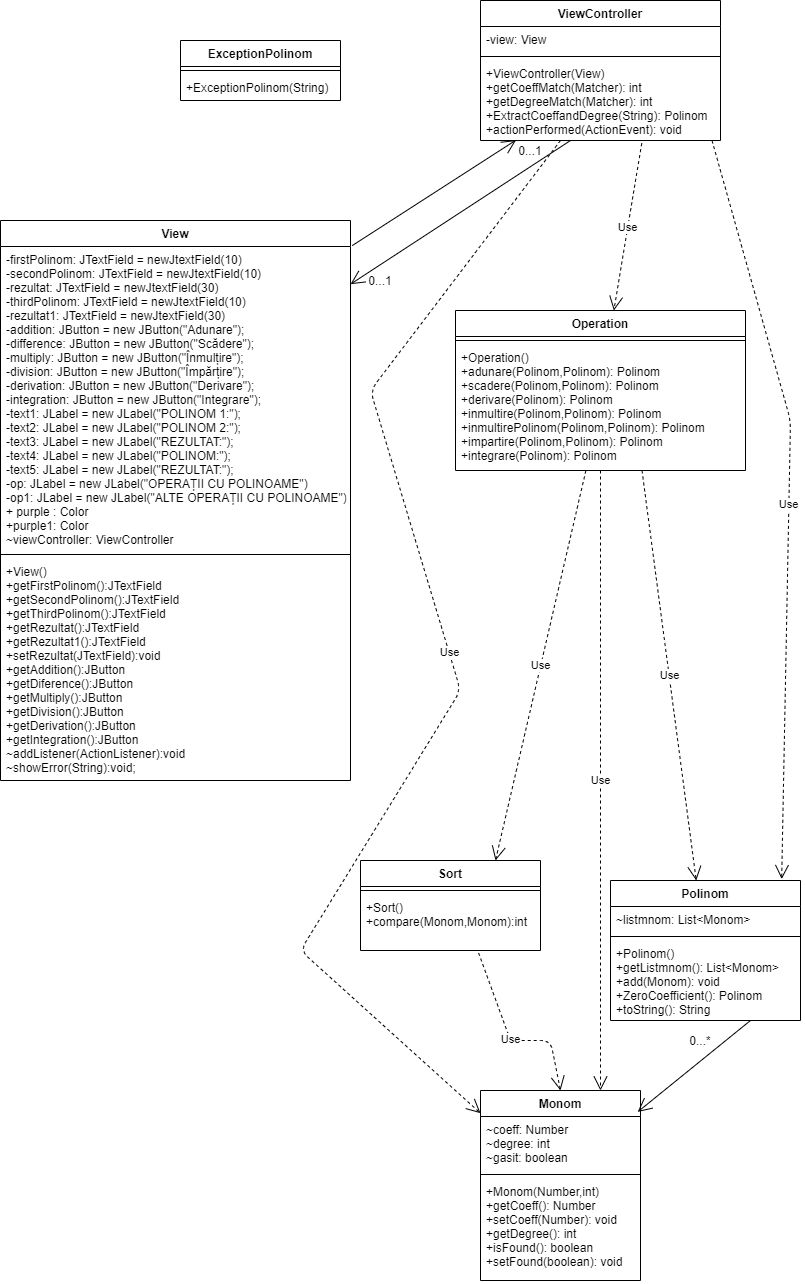 ViewController
-view: View
+ViewController(View)
+getCoeffMatch(Matcher): int
+getDegreeMatch(Matcher): int
+ExtractCoeffandDegree(String): Polinom
+actionPerformed(ActionEvent): void
ExceptionPolinom
+ExceptionPolinom(String)
0...1
0...1
Use
View
-firstPolinom: JTextField = newJtextField(10)
-secondPolinom: JTextField = newJtextField(10)
-rezultat: JTextField = newJtextField(30)
-thirdPolinom: JTextField = newJtextField(10)
-rezultat1: JTextField = newJtextField(30)
-addition: JButton = new JButton("Adunare");
-difference: JButton = new JButton("Scădere");
-multiply: JButton = new JButton("Înmulțire");
-division: JButton = new JButton("Împărțire");
-derivation: JButton = new JButton("Derivare");
-integration: JButton = new JButton("Integrare");
-text1: JLabel = new JLabel("POLINOM 1:");
-text2: JLabel = new JLabel("POLINOM 2:");
-text3: JLabel = new JLabel("REZULTAT:");
-text4: JLabel = new JLabel("POLINOM:");
-text5: JLabel = new JLabel("REZULTAT:");
-op: JLabel = new JLabel("OPERAȚII CU POLINOAME")
-op1: JLabel = new JLabel("ALTE OPERAȚII CU POLINOAME")
+ purple : Color
+purple1: Color
~viewController: ViewController
+View()
+getFirstPolinom():JTextField
+getSecondPolinom():JTextField
+getThirdPolinom():JTextField
+getRezultat():JTextField
+getRezultat1():JTextField
+setRezultat(JTextField):void
+getAddition():JButton
+getDiference():JButton
+getMultiply():JButton
+getDivision():JButton
+getDerivation():JButton
+getIntegration():JButton
~addListener(ActionListener):void
~showError(String):void;
Operation
+Operation()
+adunare(Polinom,Polinom): Polinom
+scadere(Polinom,Polinom): Polinom
+derivare(Polinom): Polinom
+inmultire(Polinom,Polinom): Polinom
+inmultirePolinom(Polinom,Polinom): Polinom
+impartire(Polinom,Polinom): Polinom
+integrare(Polinom): Polinom
Use
Use
Use
Use
Use
Sort
+Sort()
+compare(Monom,Monom):int
Polinom
~listmnom: List<Monom>
+Polinom()
+getListmnom(): List<Monom>
+add(Monom): void
+ZeroCoefficient(): Polinom
+toString(): String
Use
0...*
Monom
~coeff: Number
~degree: int
~gasit: boolean
+Monom(Number,int)
+getCoeff(): Number
+setCoeff(Number): void
+getDegree(): int
+isFound(): boolean
+setFound(boolean): void